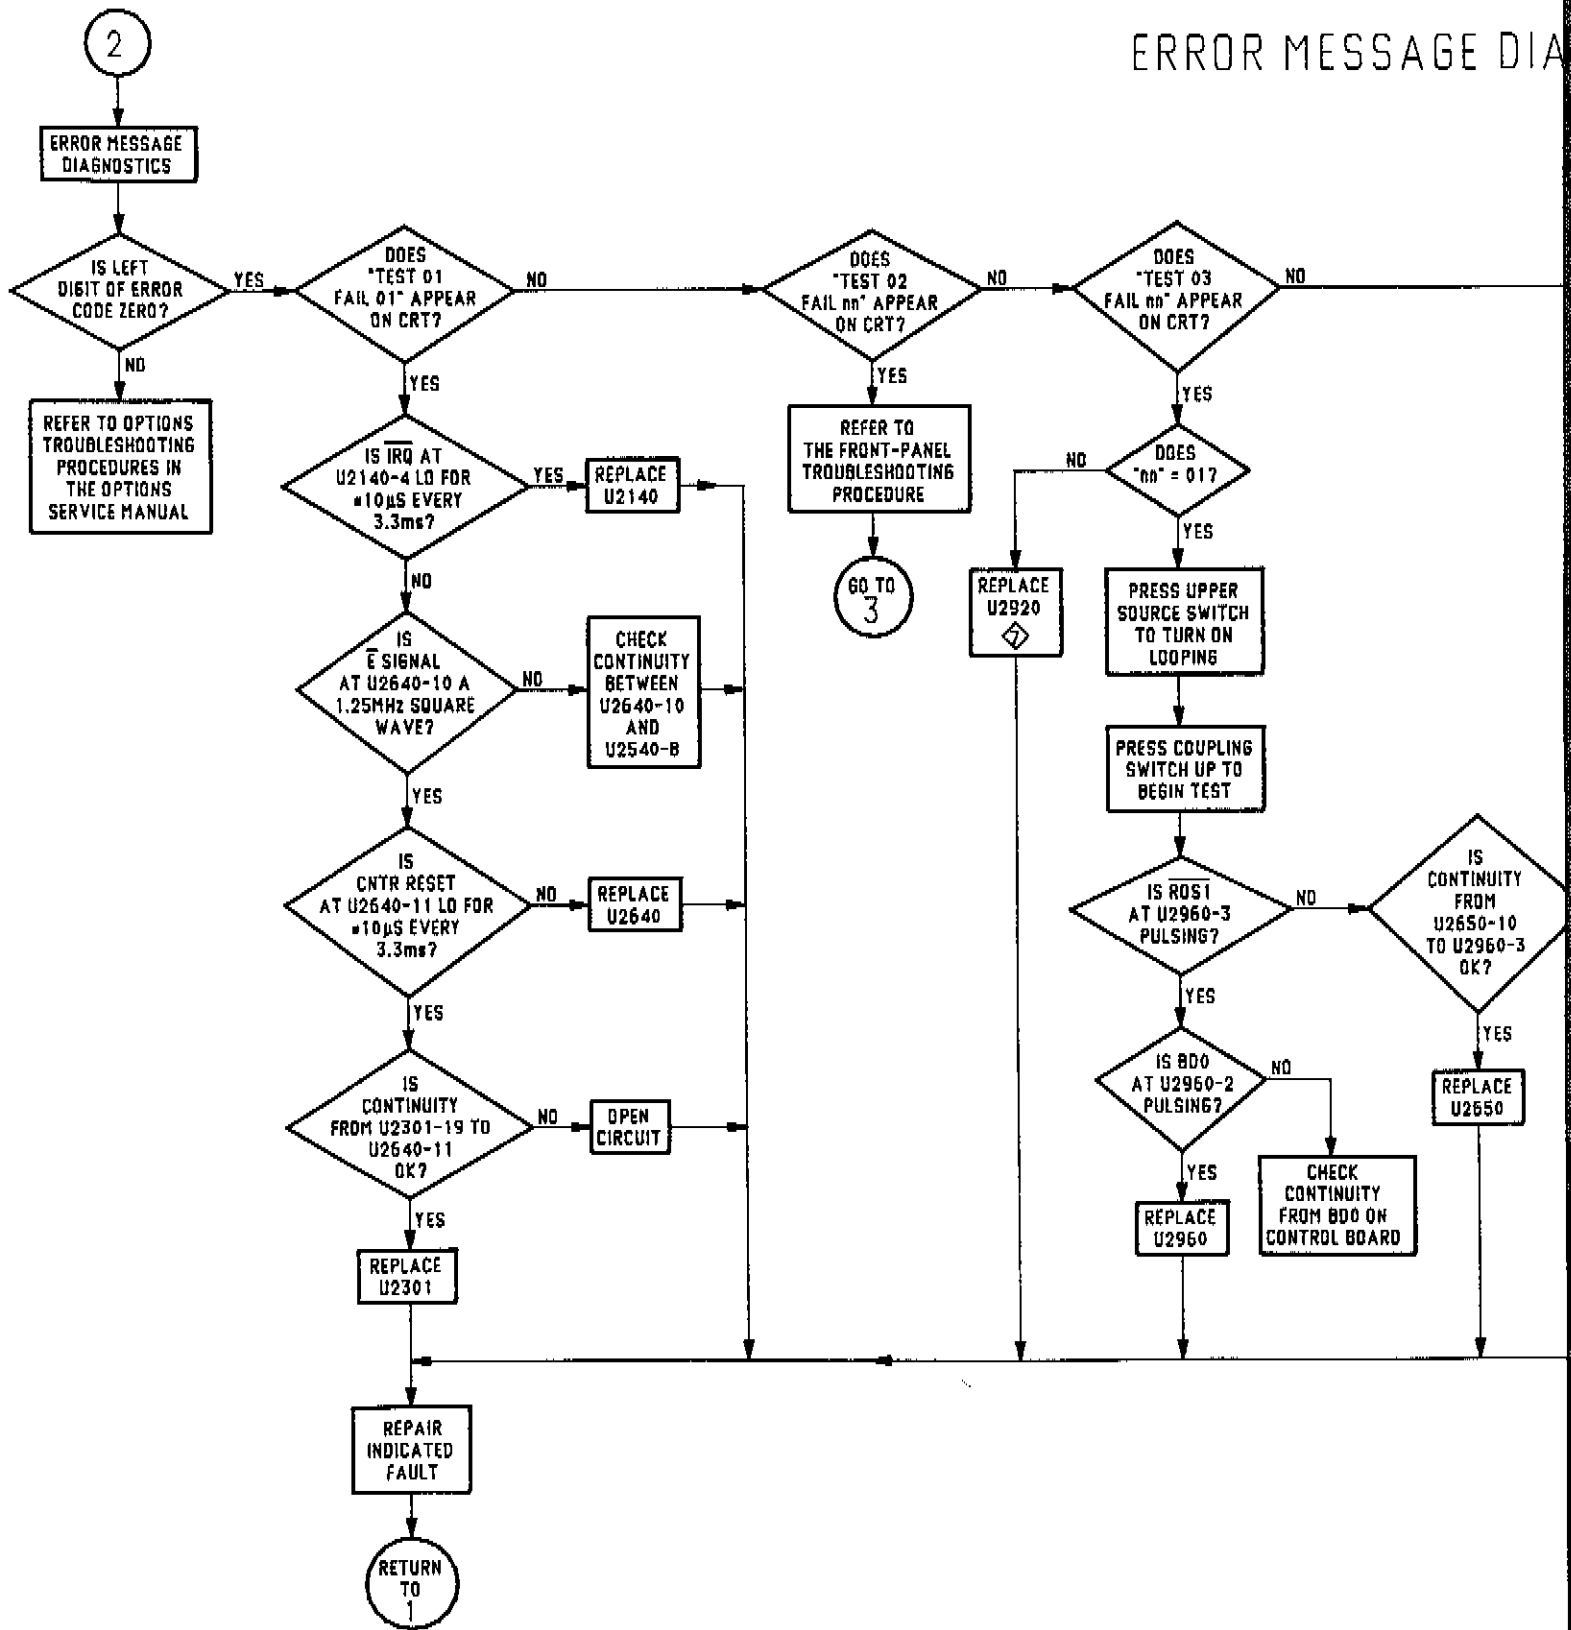 ERROR MESSAGE DIA
2
ERROR MESSAGE
DIAGNOSTICS
IS LEFT
DIGIT OF ERROR
CODE ZERO?
YES
NO
REFER TO OPTIONS
TROUBLESHOOTING
PROCEDURES IN
THE OPTIONS
SERVICE MANUAL
DOES
"TEST 01
FAIL 01" APPEAR
ON CRT?
NO
YES
IS IRQ AT
U2140-4 LO FOR
≈10µS EVERY
3.3ms?
YES
REPLACE
U2140
NO
IS
E SIGNAL
AT U2640-10 A
1.25MHz SQUARE
WAVE?
NO
CHECK
CONTINUITY
BETWEEN
U2640-10
AND
U2540-8
YES
IS
CNTR RESET
AT U2640-11 LO FOR
≈10µS EVERY
3.3ms?
NO
REPLACE
U2640
YES
IS
CONTINUITY
FROM U2301-19 TO
U2640-11
OK?
NO
OPEN
CIRCUIT
YES
REPLACE
U2301
REPAIR
INDICATED
FAULT
RETURN
TO
1
DOES
"TEST 02
FAIL nn" APPEAR
ON CRT?
NO
YES
REFER TO
THE FRONT-PANEL
TROUBLESHOOTING
PROCEDURE
GO TO
3
DOES
"TEST 03
FAIL nn" APPEAR
ON CRT?
NO
YES
DOES
"nn" = 01?
NO
REPLACE
U2920
7
YES
PRESS UPPER
SOURCE SWITCH
TO TURN ON
LOOPING
PRESS COUPLING
SWITCH UP TO
BEGIN TEST
IS ROS1
AT U2960-3
PULSING?
NO
IS
CONTINUITY
FROM
U2650-10
TO U2960-3
OK?
YES
REPLACE
U2650
YES
IS BD0
AT U2960-2
PULSING?
NO
CHECK
CONTINUITY
FROM BD0 ON
CONTROL BOARD
YES
REPLACE
U2960